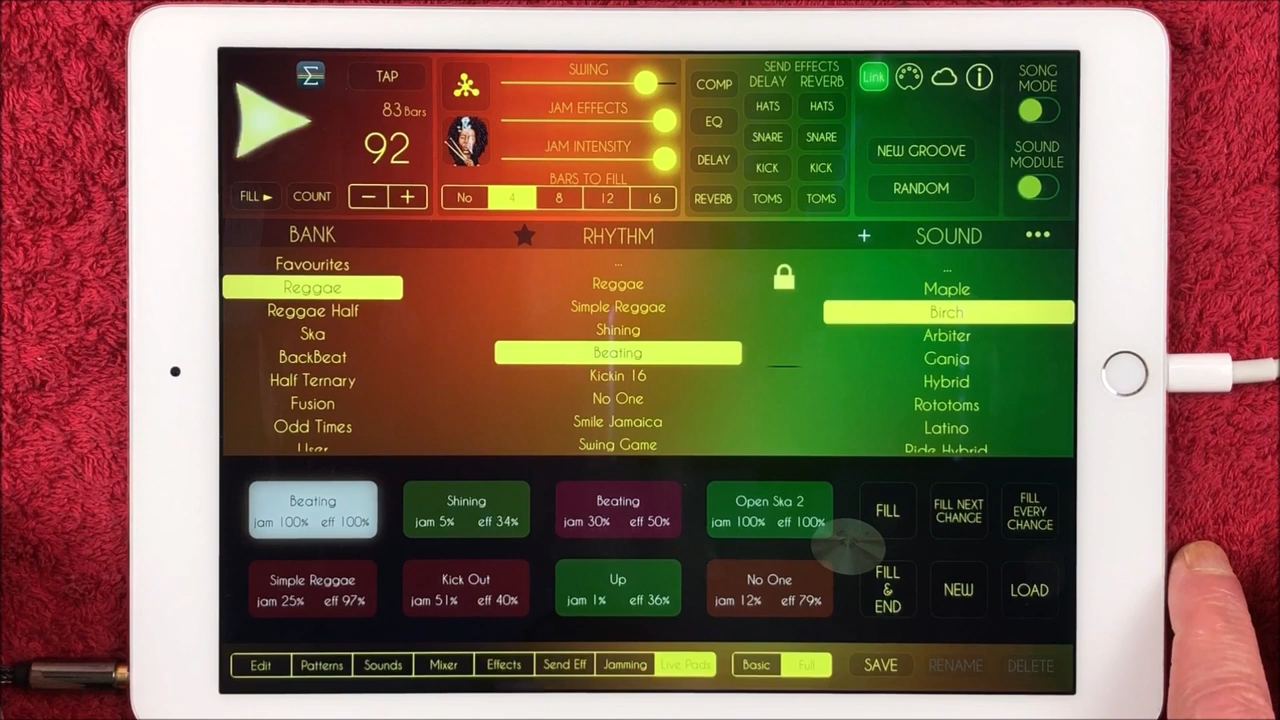 Σ
TAP
83 Bars
92
FILL ►
COUNT
− +
SWING
JAM EFFECTS
JAM INTENSITY
BARS TO FILL
No 4 8 12 16
COMP
EQ
DELAY
REVERB
SEND EFFECTS
DELAY REVERB
HATS HATS
SNARE SNARE
KICK KICK
TOMS TOMS
Link
i
NEW GROOVE
RANDOM
SONG
MODE
SOUND
MODULE
BANK
Favourites
Reggae
Reggae Half
Ska
BackBeat
Half Ternary
Fusion
Odd Times
User
RHYTHM
...
Reggae
Simple Reggae
Shining
Beating
Kickin 16
No One
Smile Jamaica
Swing Game
+
SOUND •••
...
Maple
Birch
Arbiter
Ganja
Hybrid
Rototoms
Latino
Ride Hybrid
Beating
jam 100% eff 100%
Shining
jam 5% eff 34%
Beating
jam 30% eff 50%
Open Ska 2
jam 100% eff 100%
FILL
FILL NEXT
CHANGE
FILL
EVERY
CHANGE
Simple Reggae
jam 25% eff 97%
Kick Out
jam 51% eff 40%
Up
jam 1% eff 36%
No One
jam 12% eff 79%
FILL
&
END
NEW
LOAD
Edit Patterns Sounds Mixer Effects Send Eff Jamming Live Pads
Basic Full
SAVE RENAME DELETE